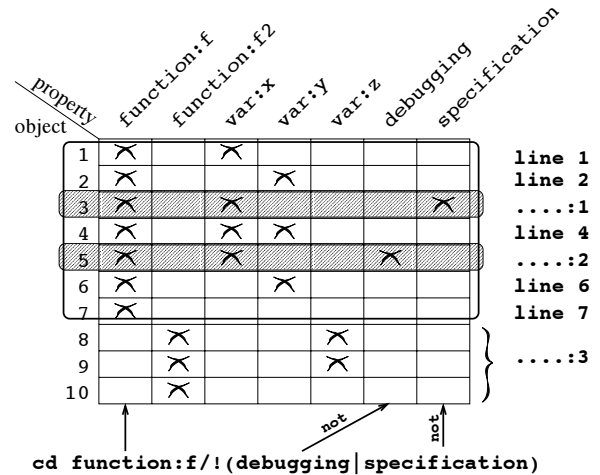 property
object
function:f
function:f2
var:x
var:y
var:z
debugging
specification
1 line 1
2 line 2
3 ....:1
4 line 4
5 ....:2
6 line 6
7 line 7
8
9 ....:3
10
not
not
cd function:f/!(debugging|specification)